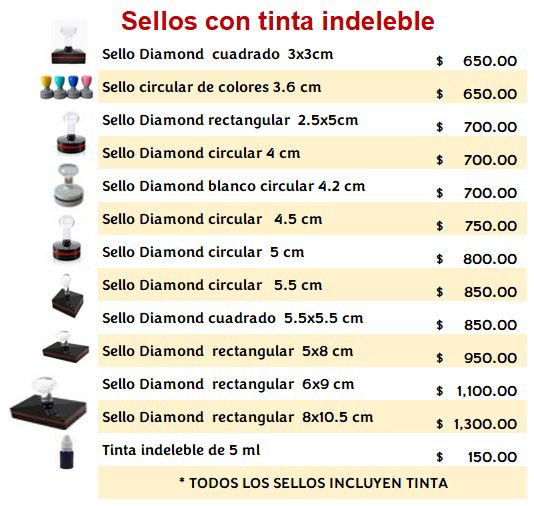 Sellos con tinta indeleble
Sello Diamond cuadrado 3x3cm $ 650.00
Sello circular de colores 3.6 cm $ 650.00
Sello Diamond rectangular 2.5x5cm $ 700.00
Sello Diamond circular 4 cm $ 700.00
Sello Diamond blanco circular 4.2 cm $ 700.00
Sello Diamond circular 4.5 cm $ 750.00
Sello Diamond circular 5 cm $ 800.00
Sello Diamond circular 5.5 cm $ 850.00
Sello Diamond cuadrado 5.5x5.5 cm $ 850.00
Sello Diamond rectangular 5x8 cm $ 950.00
Sello Diamond rectangular 6x9 cm $ 1,100.00
Sello Diamond rectangular 8x10.5 cm $ 1,300.00
Tinta indeleble de 5 ml $ 150.00
* TODOS LOS SELLOS INCLUYEN TINTA